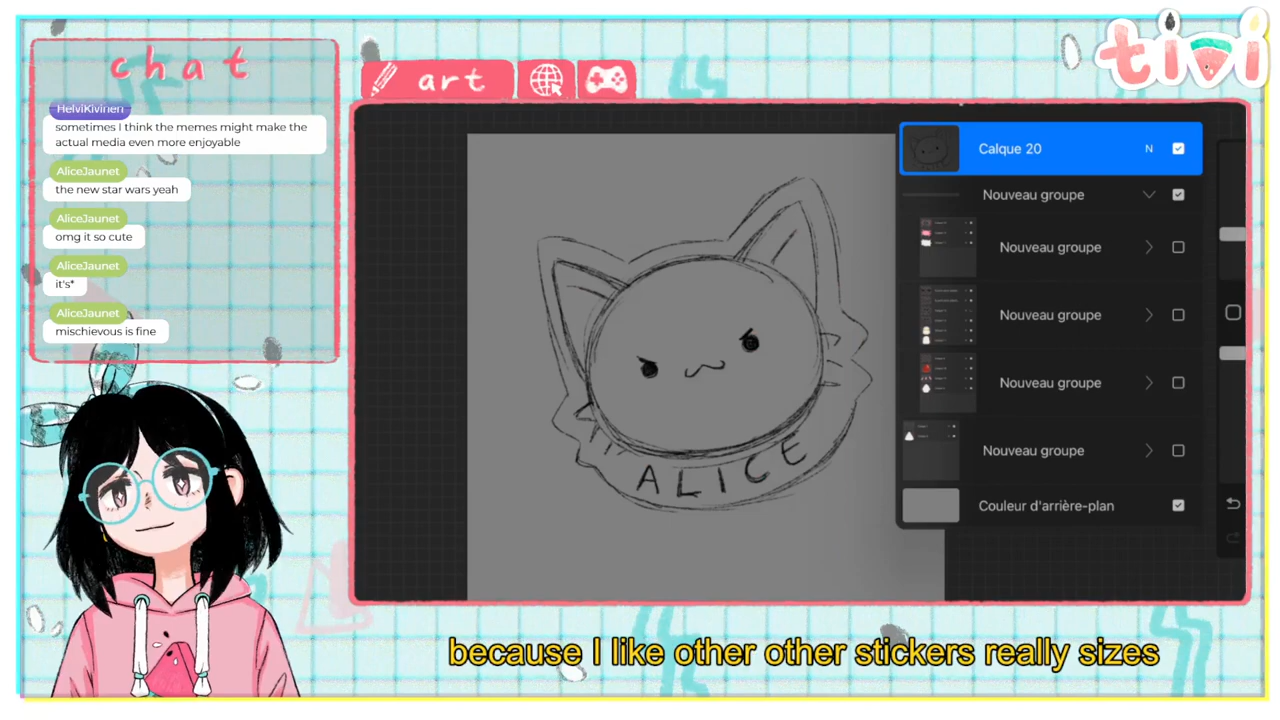 chat
HelviKivinen
sometimes I think the memes might make the
actual media even more enjoyable
AliceJaunet
the new star wars yeah
AliceJaunet
omg it so cute
AliceJaunet
it's*
AliceJaunet
mischievous is fine
art
tivi
Calque 20 N
Nouveau groupe
Nouveau groupe
Nouveau groupe
Nouveau groupe
Nouveau groupe
Couleur d'arrière-plan
ALICE
because I like other other stickers really sizes